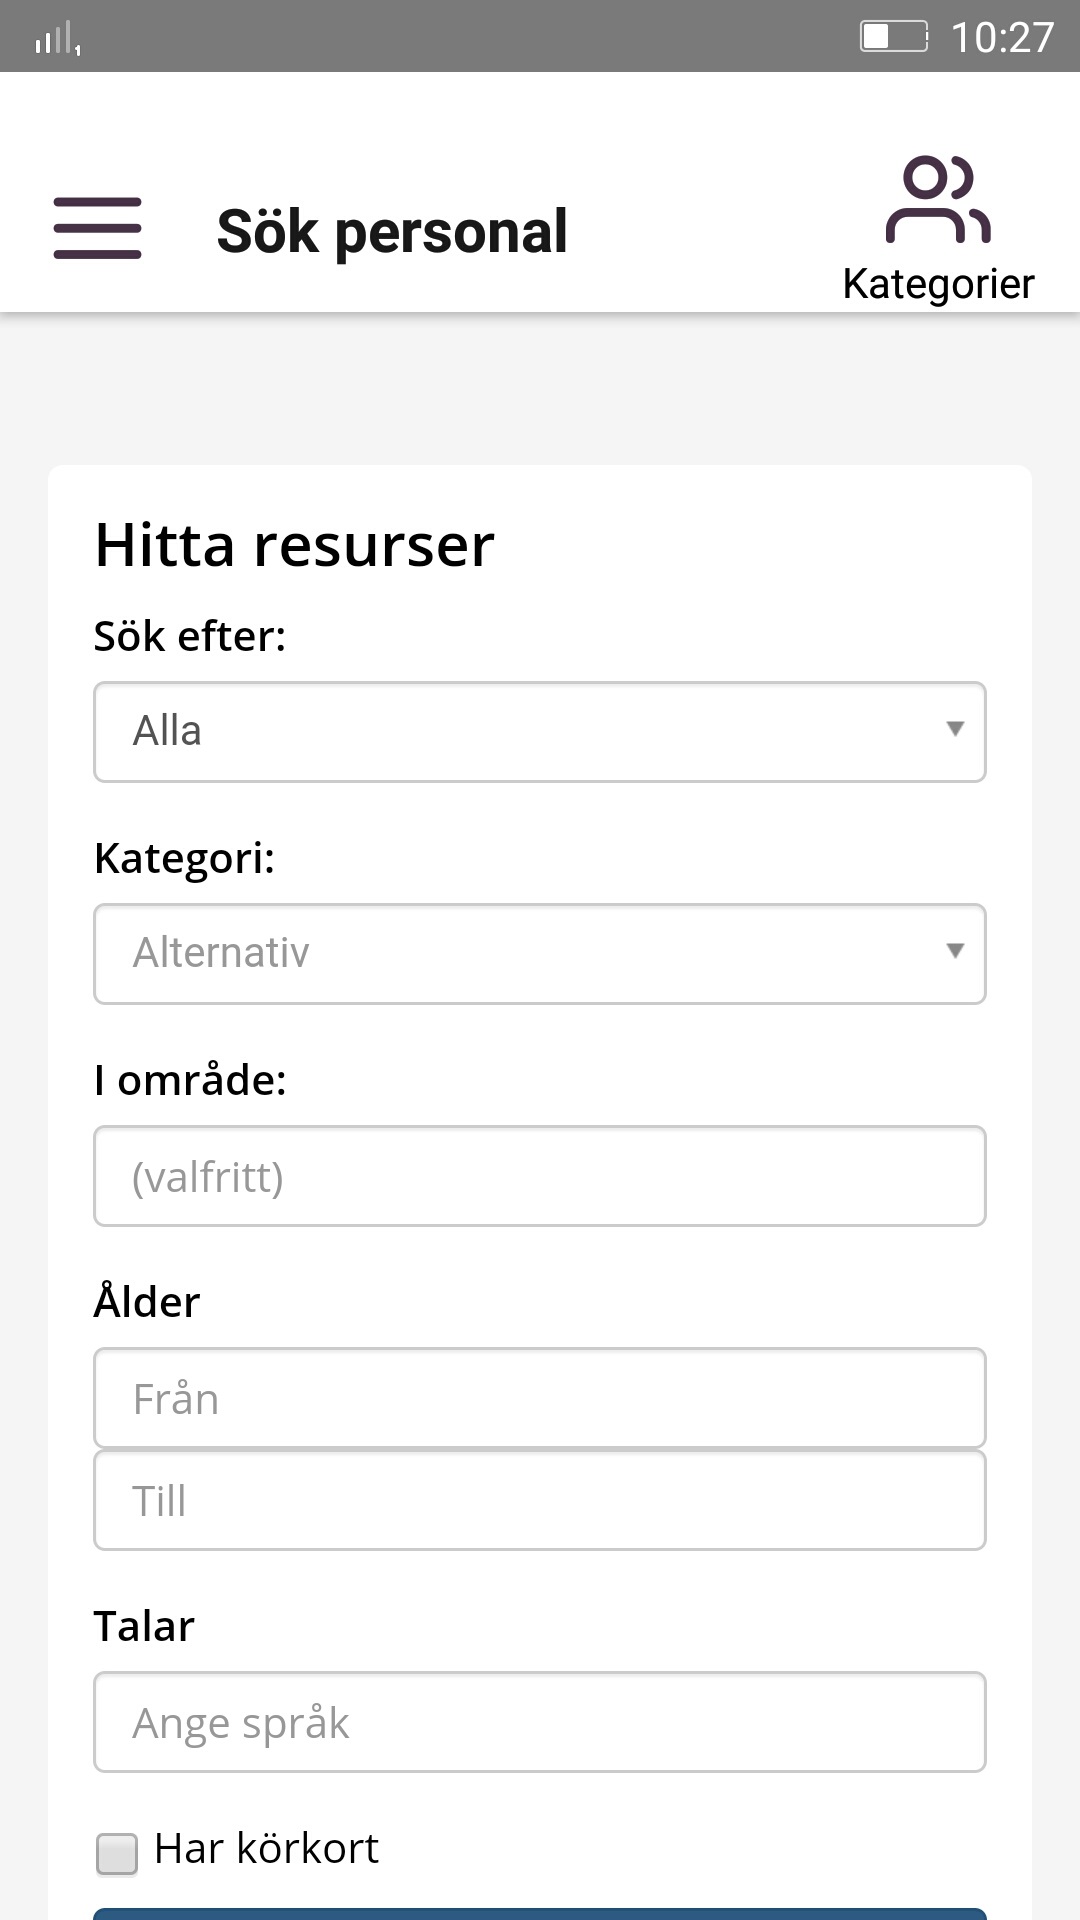 10:27
Sök personal
Kategorier
Hitta resurser
Sök efter:
Alla
Kategori:
Alternativ
I område:
(valfritt)
Ålder
Från
Till
Talar
Ange språk
Har körkort